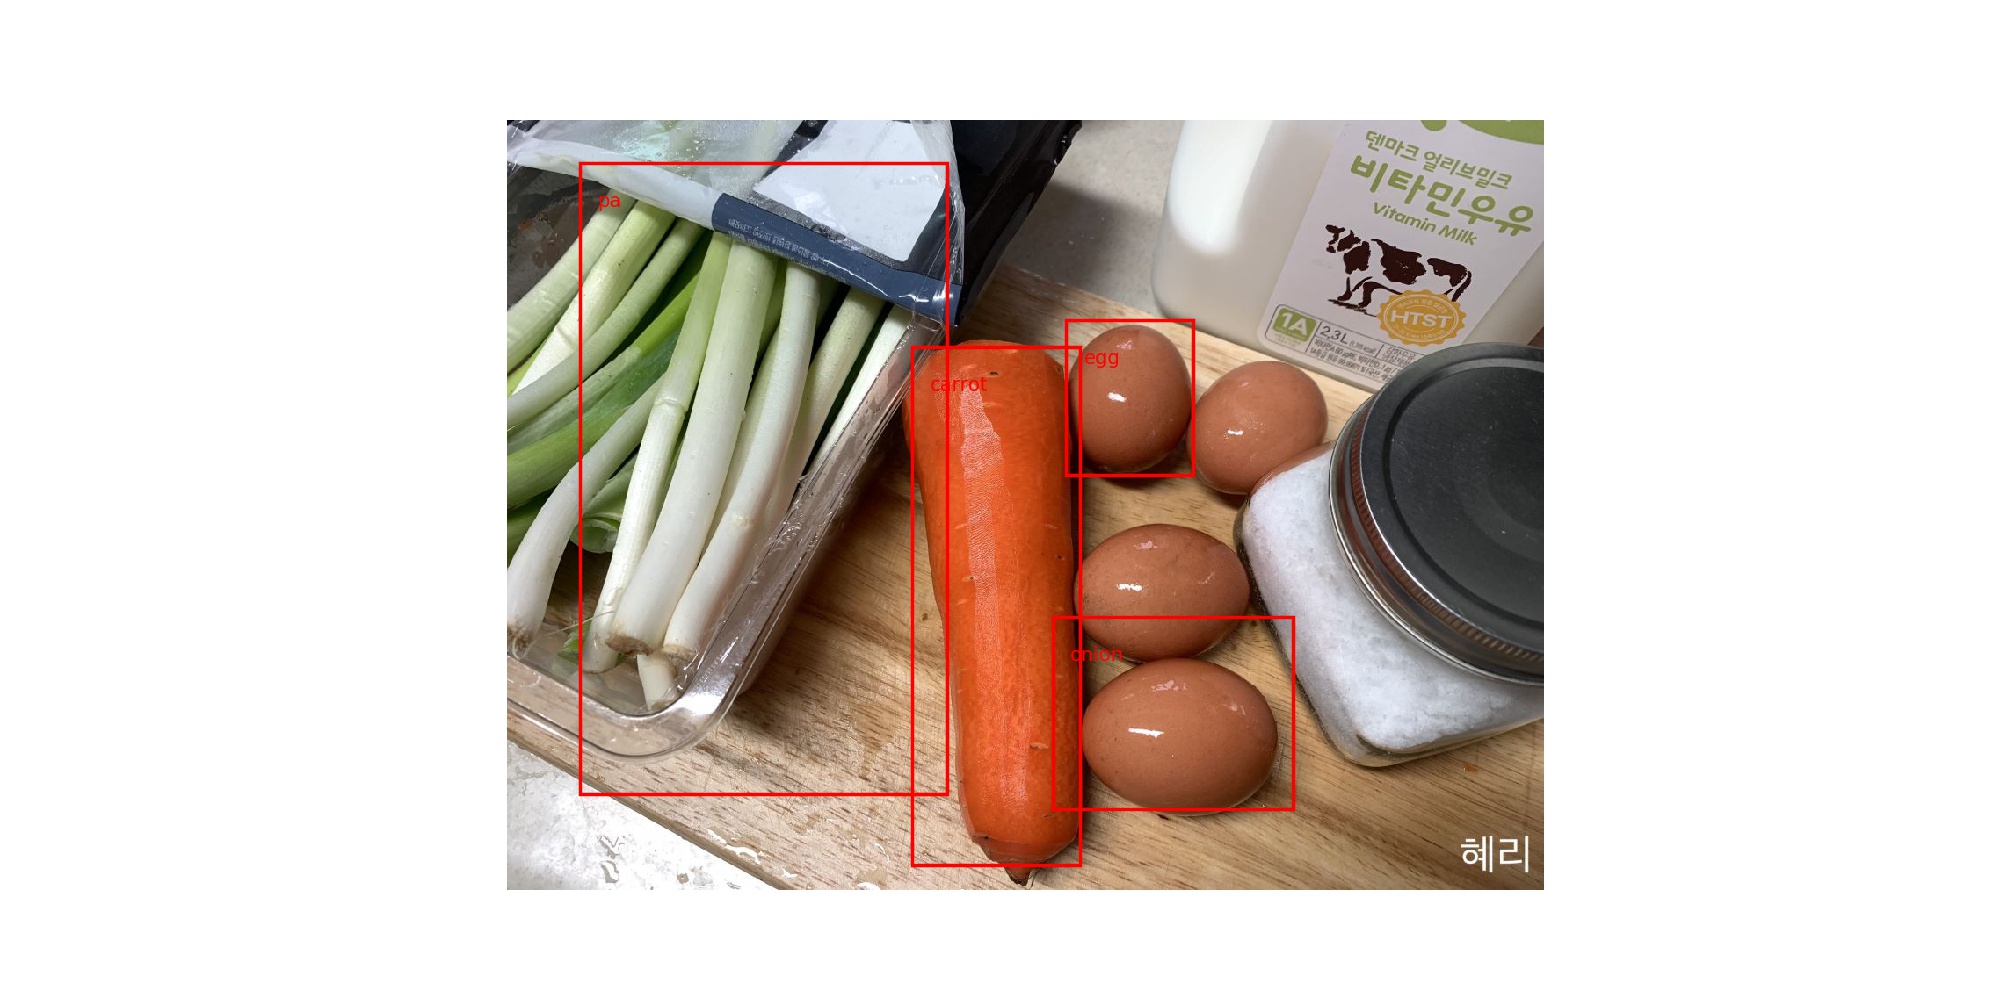 pa
덴마크 얼리브밀크
비타민우유
Vitamin Milk
HTST
1A
2.3L
egg
carrot
onion
혜리